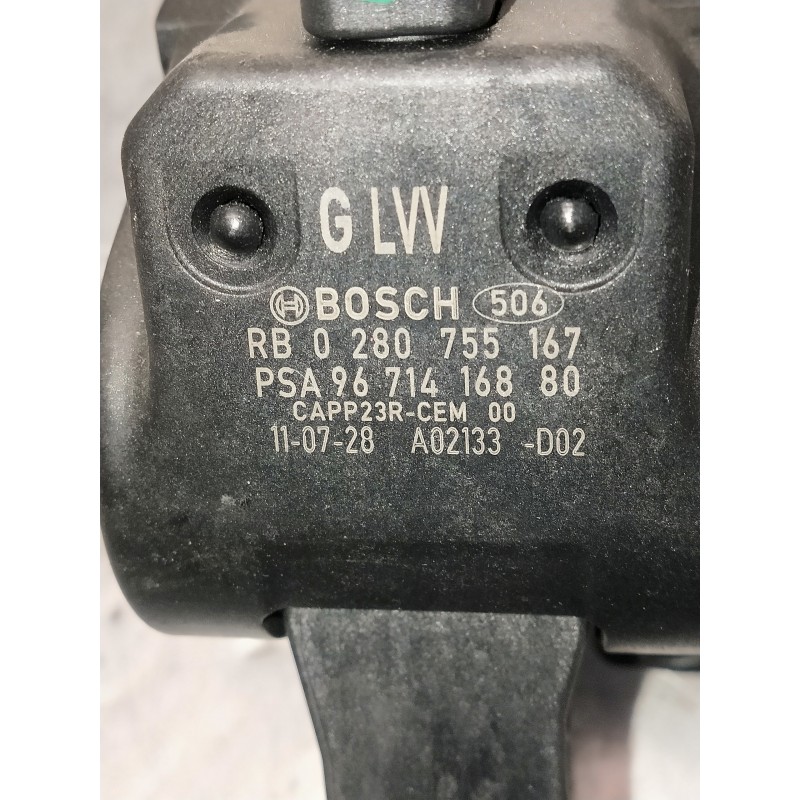 G LVV
BOSCH 506
RB 0 280 755 167
PSA 96 714 168 80
CAPP23R-CEM 00
11-07-28 A02133 -D02